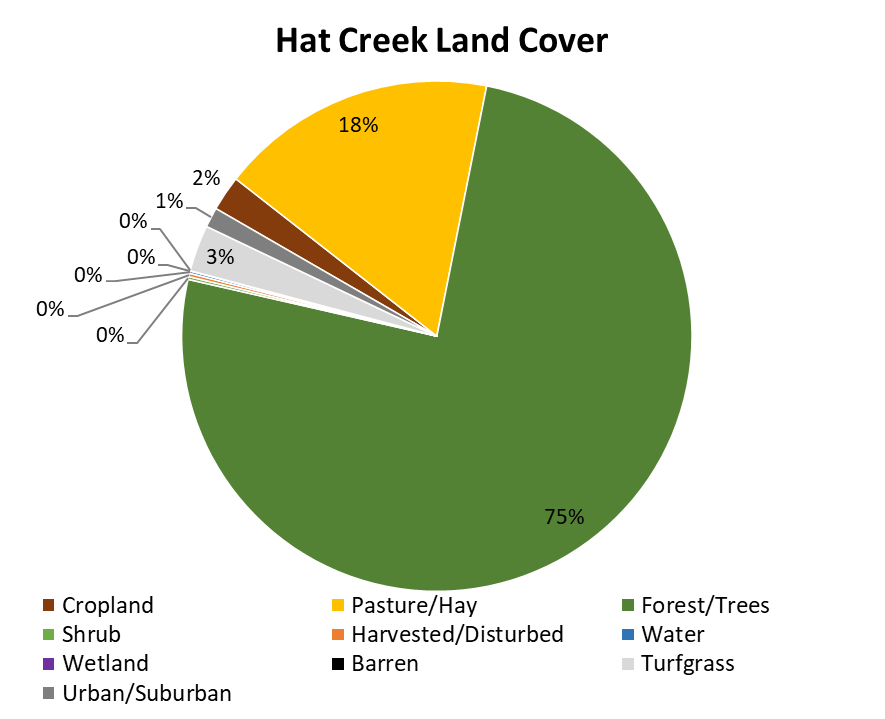 Hat Creek Land Cover
18%
2%
1%
0%
3%
0%
0%
0%
0%
75%
Cropland Pasture/Hay Forest/Trees
Shrub Harvested/Disturbed Water
Wetland Barren Turfgrass
Urban/Suburban